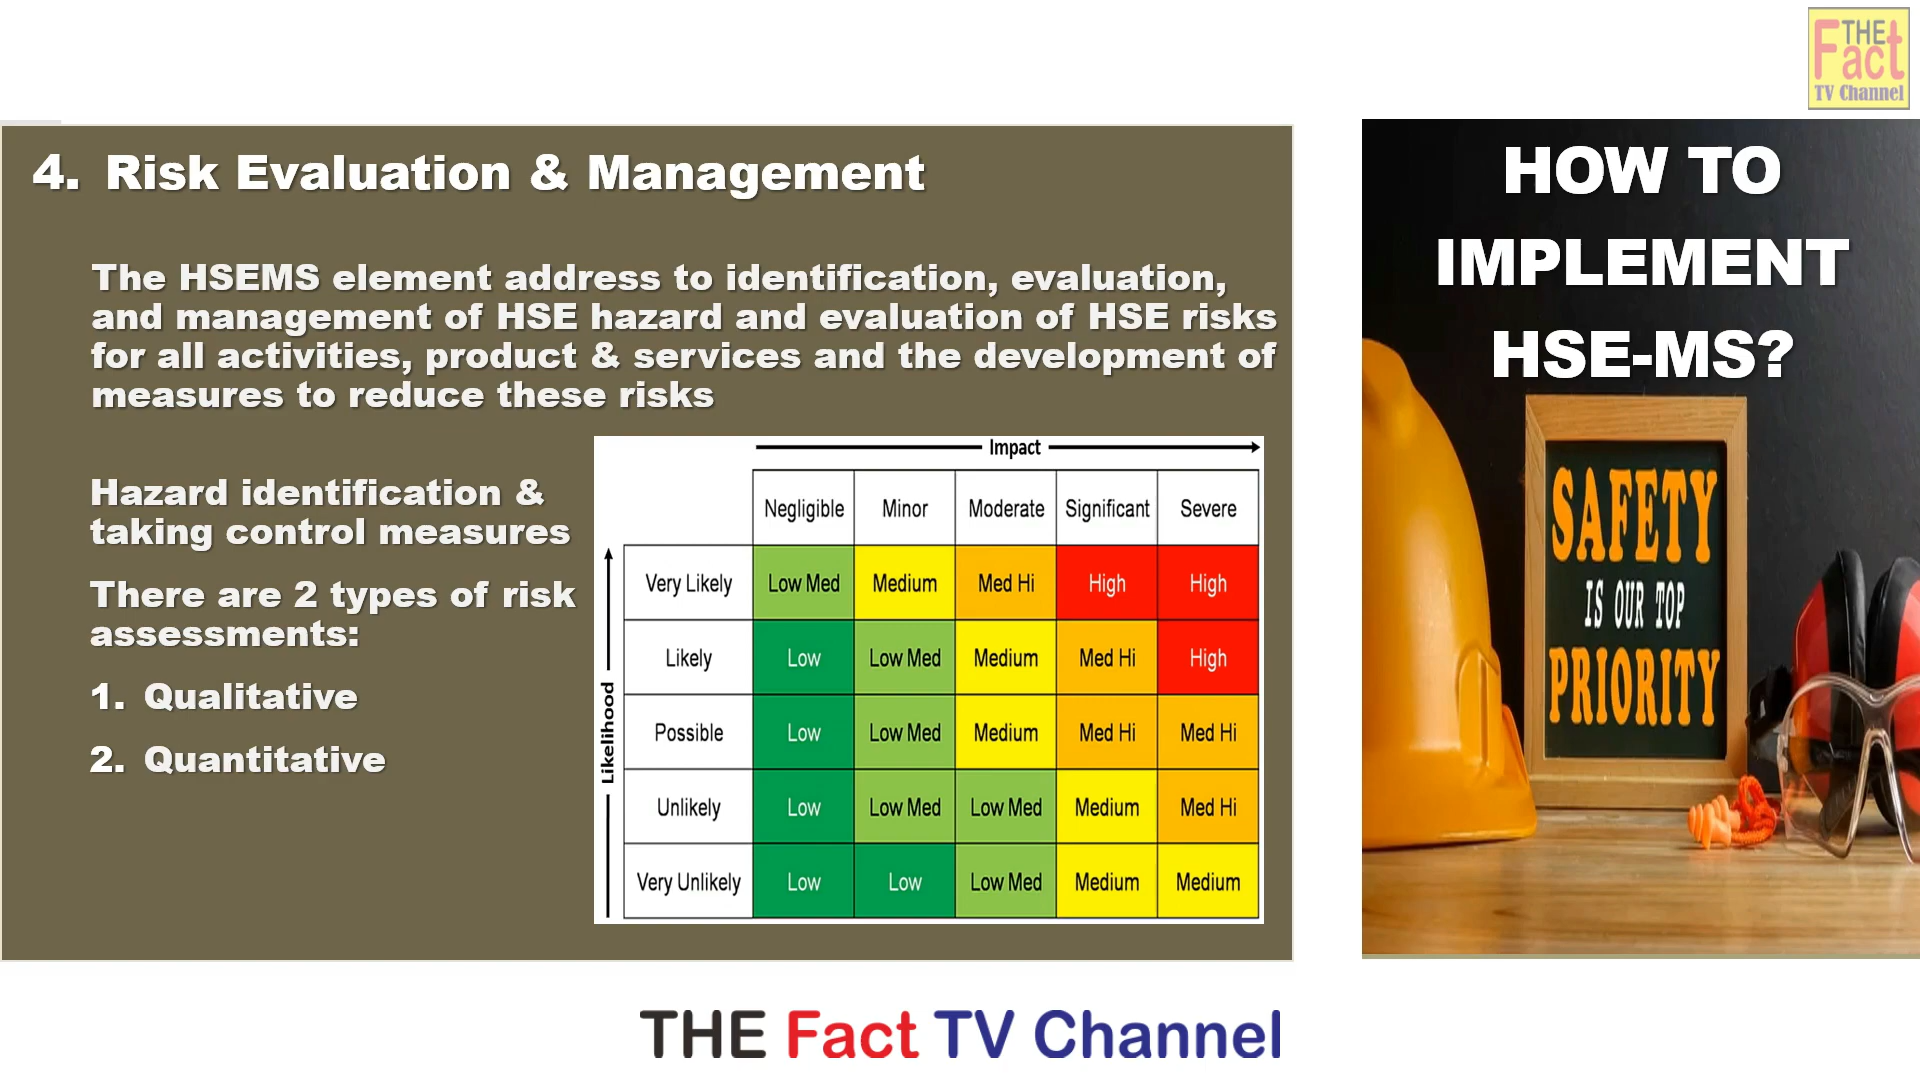 THE
Fact
TV Channel
4. Risk Evaluation & Management
The HSEMS element address to identification, evaluation,
and management of HSE hazard and evaluation of HSE risks
for all activities, product & services and the development of
measures to reduce these risks
Hazard identification &
taking control measures
There are 2 types of risk
assessments:
1. Qualitative
2. Quantitative
Impact
Negligible Minor Moderate Significant Severe
Likelihood
Very Likely Low Med Medium Med Hi High High
Likely Low Low Med Medium Med Hi High
Possible Low Low Med Medium Med Hi Med Hi
Unlikely Low Low Med Low Med Medium Med Hi
Very Unlikely Low Low Low Med Medium Medium
HOW TO
IMPLEMENT
HSE-MS?
SAFETY
IS OUR TOP
PRIORITY
THE Fact TV Channel